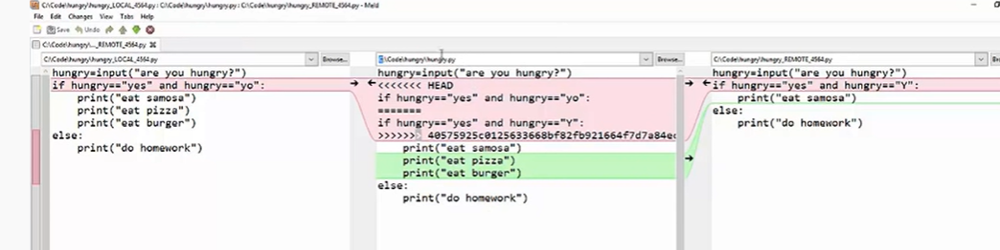 C:\Code\hungry\hungry_LOCAL_4564.py : C:\Code\hungry\hungry.py : C:\Code\hungry\hungry_REMOTE_4564.py - Meld
File Edit Changes View Tabs Help
Save Undo
C:\Code\hungry\..._REMOTE_4564.py
C:\Code\hungry\hungry_LOCAL_4564.py Browse...
hungry=input("are you hungry?")
if hungry=="yes" and hungry=="yo":
print("eat samosa")
print("eat pizza")
print("eat burger")
else:
print("do homework")
C:\Code\hungry\hungry.py Browse...
hungry=input("are you hungry?")
<<<<<<< HEAD
if hungry=="yes" and hungry=="yo":
=======
if hungry=="yes" and hungry=="Y":
>>>>>>> 40575925c0125633668bf82fb921664f7d7a84ec
print("eat samosa")
print("eat pizza")
print("eat burger")
else:
print("do homework")
C:\Code\hungry\hungry_REMOTE_4564.py
hungry=input("are you hungry?")
if hungry=="yes" and hungry=="Y":
print("eat samosa")
else:
print("do homework")